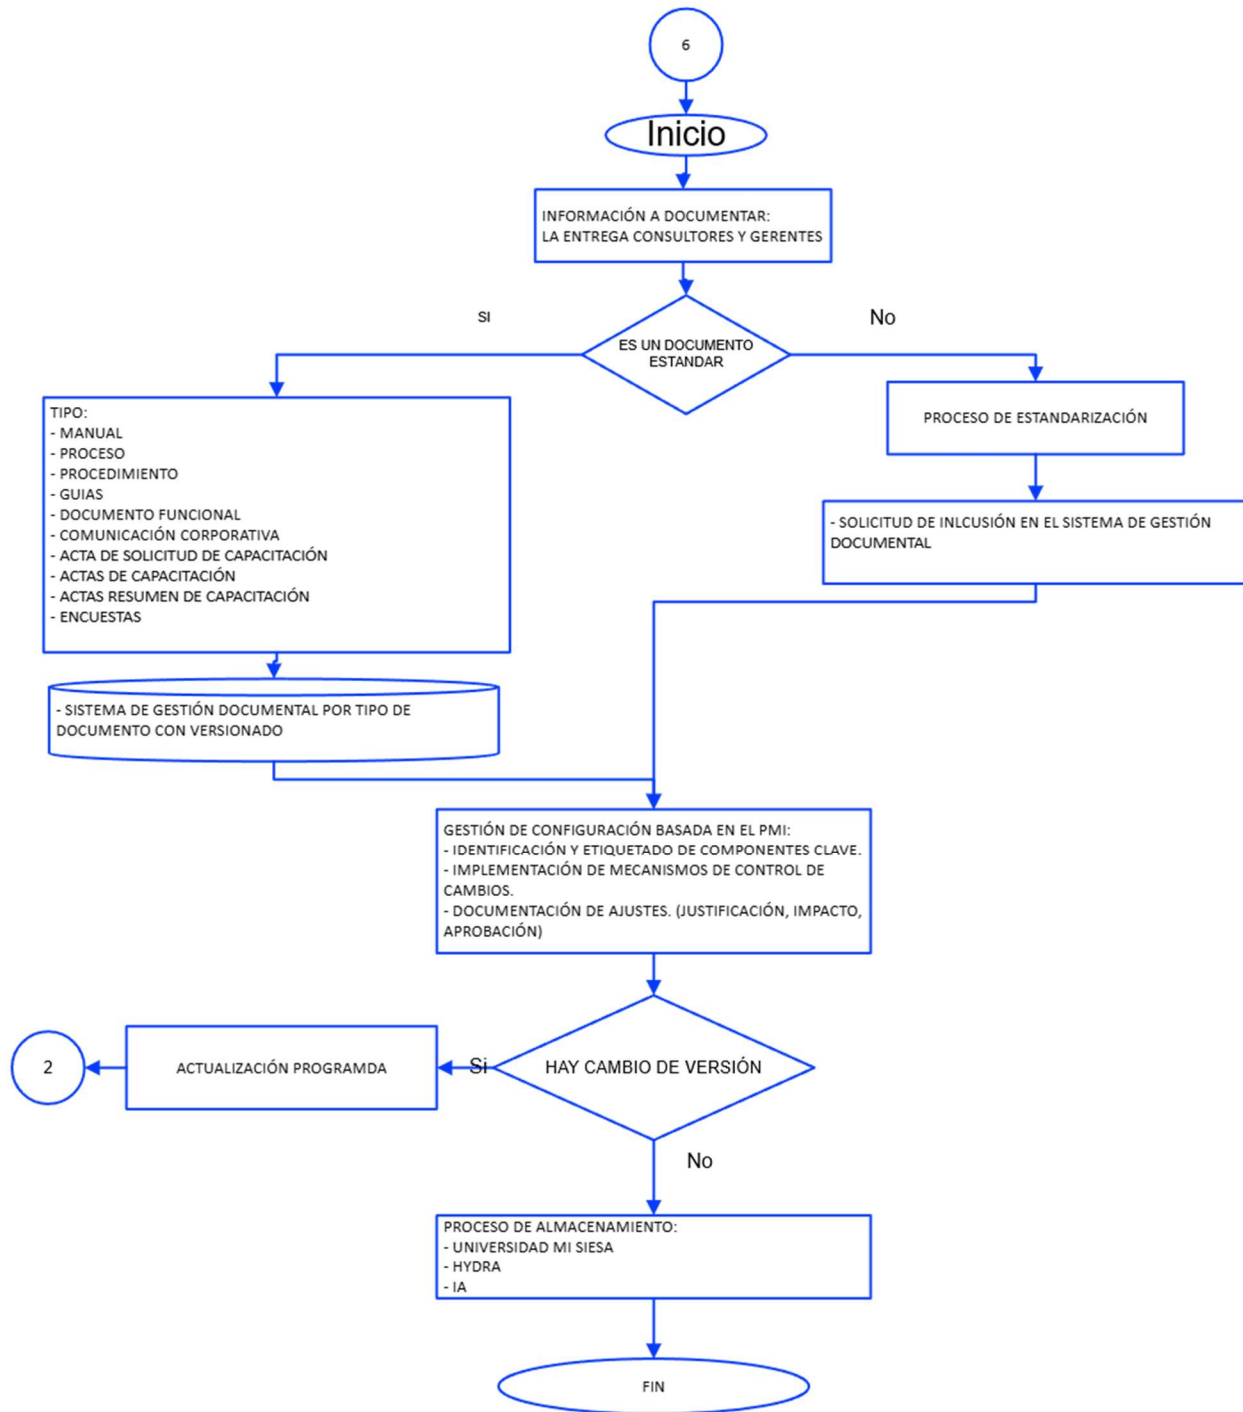 6
Inicio
INFORMACIÓN A DOCUMENTAR:
LA ENTREGA CONSULTORES Y GERENTES
SI
No
ES UN DOCUMENTO
ESTANDAR
TIPO:
- MANUAL
- PROCESO
- PROCEDIMIENTO
- GUIAS
- DOCUMENTO FUNCIONAL
- COMUNICACIÓN CORPORATIVA
- ACTA DE SOLICITUD DE CAPACITACIÓN
- ACTAS DE CAPACITACIÓN
- ACTAS RESUMEN DE CAPACITACIÓN
- ENCUESTAS
PROCESO DE ESTANDARIZACIÓN
- SOLICITUD DE INLCUSIÓN EN EL SISTEMA DE GESTIÓN
DOCUMENTAL
- SISTEMA DE GESTIÓN DOCUMENTAL POR TIPO DE
DOCUMENTO CON VERSIONADO
GESTIÓN DE CONFIGURACIÓN BASADA EN EL PMI:
- IDENTIFICACIÓN Y ETIQUETADO DE COMPONENTES CLAVE.
- IMPLEMENTACIÓN DE MECANISMOS DE CONTROL DE
CAMBIOS.
- DOCUMENTACIÓN DE AJUSTES. (JUSTIFICACIÓN, IMPACTO,
APROBACIÓN)
2
ACTUALIZACIÓN PROGRAMDA
Si
HAY CAMBIO DE VERSIÓN
No
PROCESO DE ALMACENAMIENTO:
- UNIVERSIDAD MI SIESA
- HYDRA
- IA
FIN